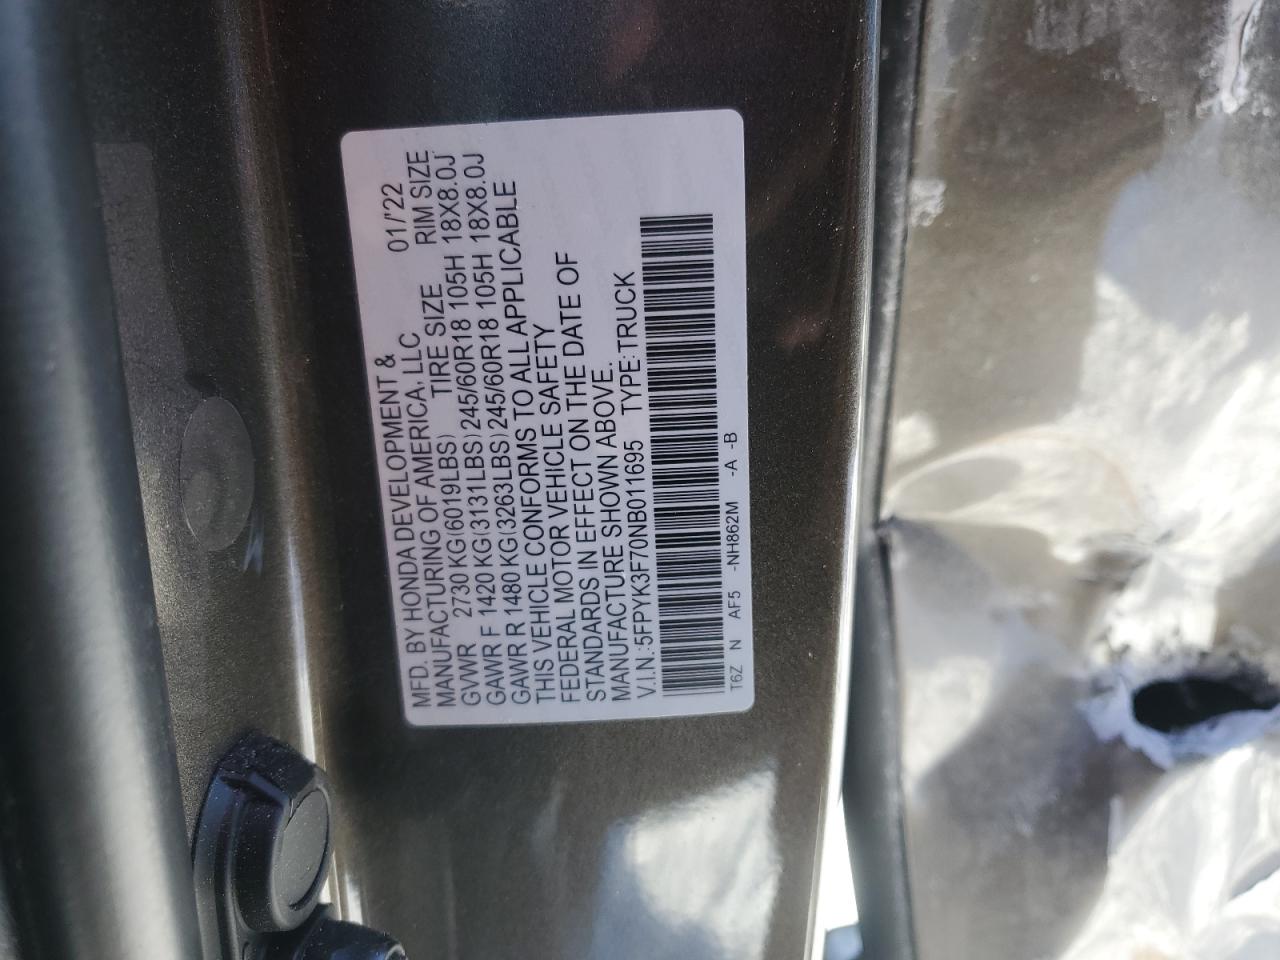 MFD. BY HONDA DEVELOPMENT &
MANUFACTURING OF AMERICA, LLC 01/'22
GVWR 2730 KG(6019LBS) TIRE SIZE RIM SIZE
GAWR F 1420 KG(3131LBS)245/60R18 105H 18X8.0J
GAWR R 1480 KG(3263LBS)245/60R18 105H 18X8.0J
THIS VEHICLE CONFORMS TO ALL APPLICABLE
FEDERAL MOTOR VEHICLE SAFETY
STANDARDS IN EFFECT ON THE DATE OF
MANUFACTURE SHOWN ABOVE.
V.I.N.:5FPYK3F70NB011695 TYPE:TRUCK
T6Z N AF5 -NH862M -A -B